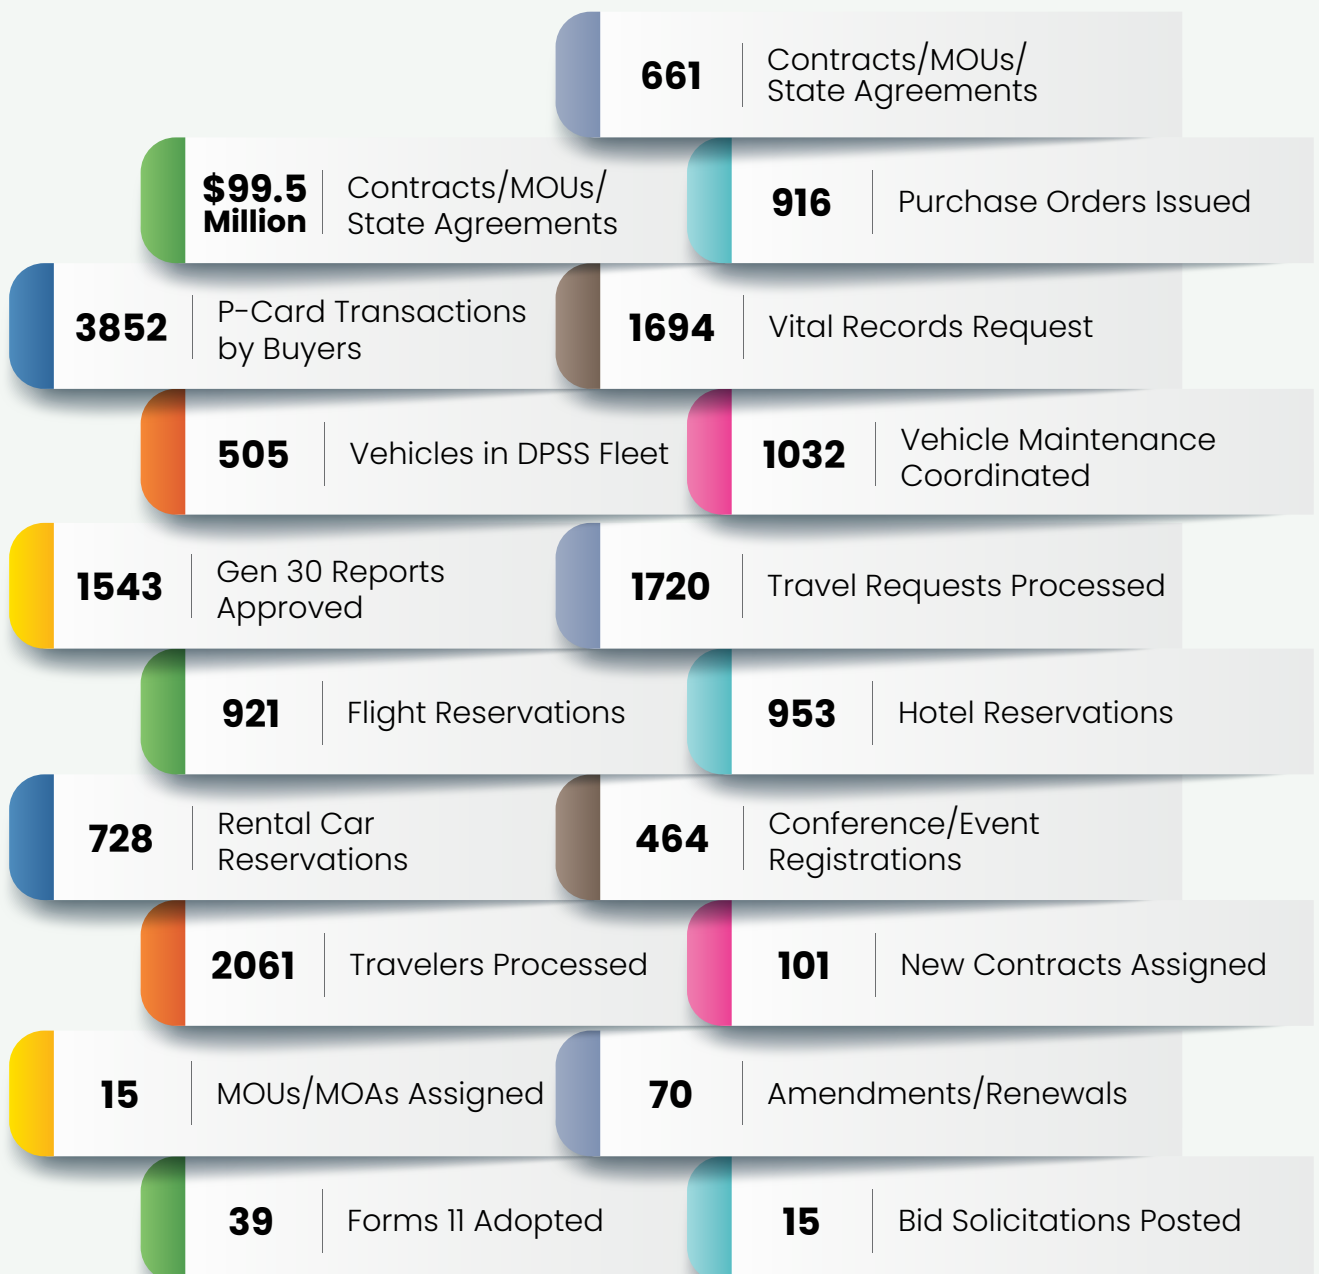 661
Contracts/MOUs/
State Agreements
$99.5
Million
Contracts/MOUs/
State Agreements
916
Purchase Orders Issued
3852
P-Card Transactions
by Buyers
1694
Vital Records Request
505
Vehicles in DPSS Fleet
1032
Vehicle Maintenance
Coordinated
1543
Gen 30 Reports
Approved
1720
Travel Requests Processed
921
Flight Reservations
953
Hotel Reservations
728
Rental Car
Reservations
464
Conference/Event
Registrations
2061
Travelers Processed
101
New Contracts Assigned
15
MOUs/MOAs Assigned
70
Amendments/Renewals
39
Forms 11 Adopted
15
Bid Solicitations Posted